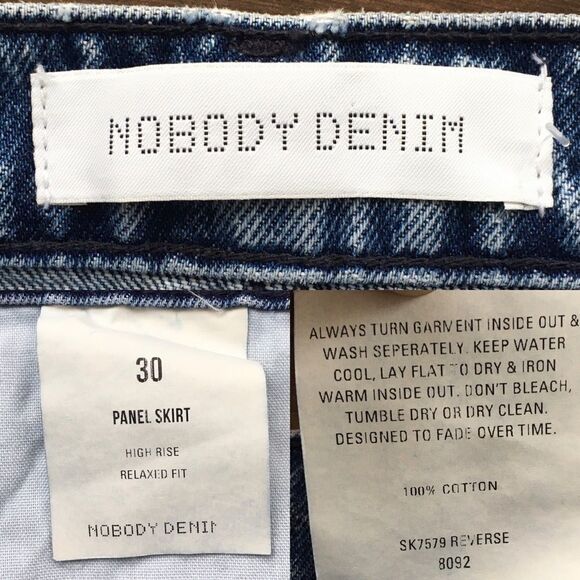 NOBODY DENIM
30
PANEL SKIRT
HIGH RISE
RELAXED FIT
NOBODY DENIM
ALWAYS TURN GARMENT INSIDE OUT &
WASH SEPERATELY. KEEP WATER
COOL, LAY FLAT TO DRY & IRON
WARM INSIDE OUT. DON'T BLEACH,
TUMBLE DRY OR DRY CLEAN.
DESIGNED TO FADE OVER TIME.
100% COTTON
SK7579 REVERSE
8092